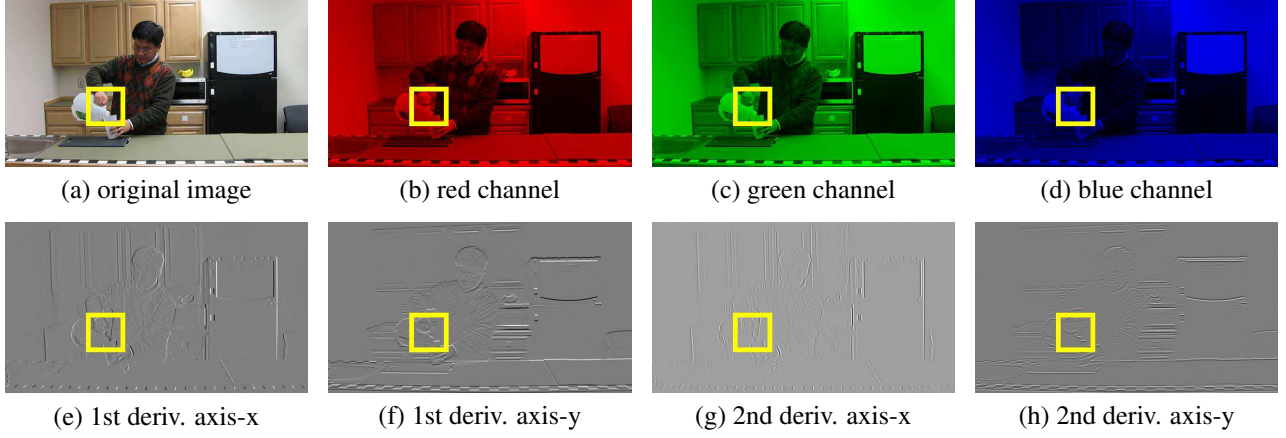 (a) original image
(b) red channel
(c) green channel
(d) blue channel
(e) 1st deriv. axis-x
(f) 1st deriv. axis-y
(g) 2nd deriv. axis-x
(h) 2nd deriv. axis-y